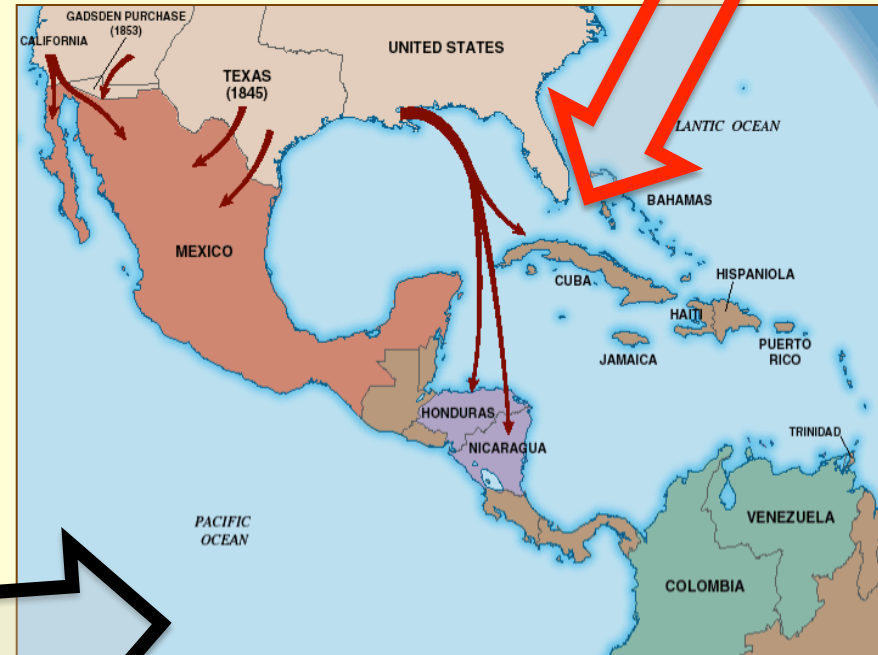 GADSDEN PURCHASE
(1853)
CALIFORNIA
UNITED STATES
TEXAS
(1845)
LANTIC OCEAN
BAHAMAS
MEXICO
CUBA
HISPANIOLA
HAITI
JAMAICA
PUERTO
RICO
HONDURAS
NICARAGUA
TRINIDAD
PACIFIC
OCEAN
VENEZUELA
COLOMBIA